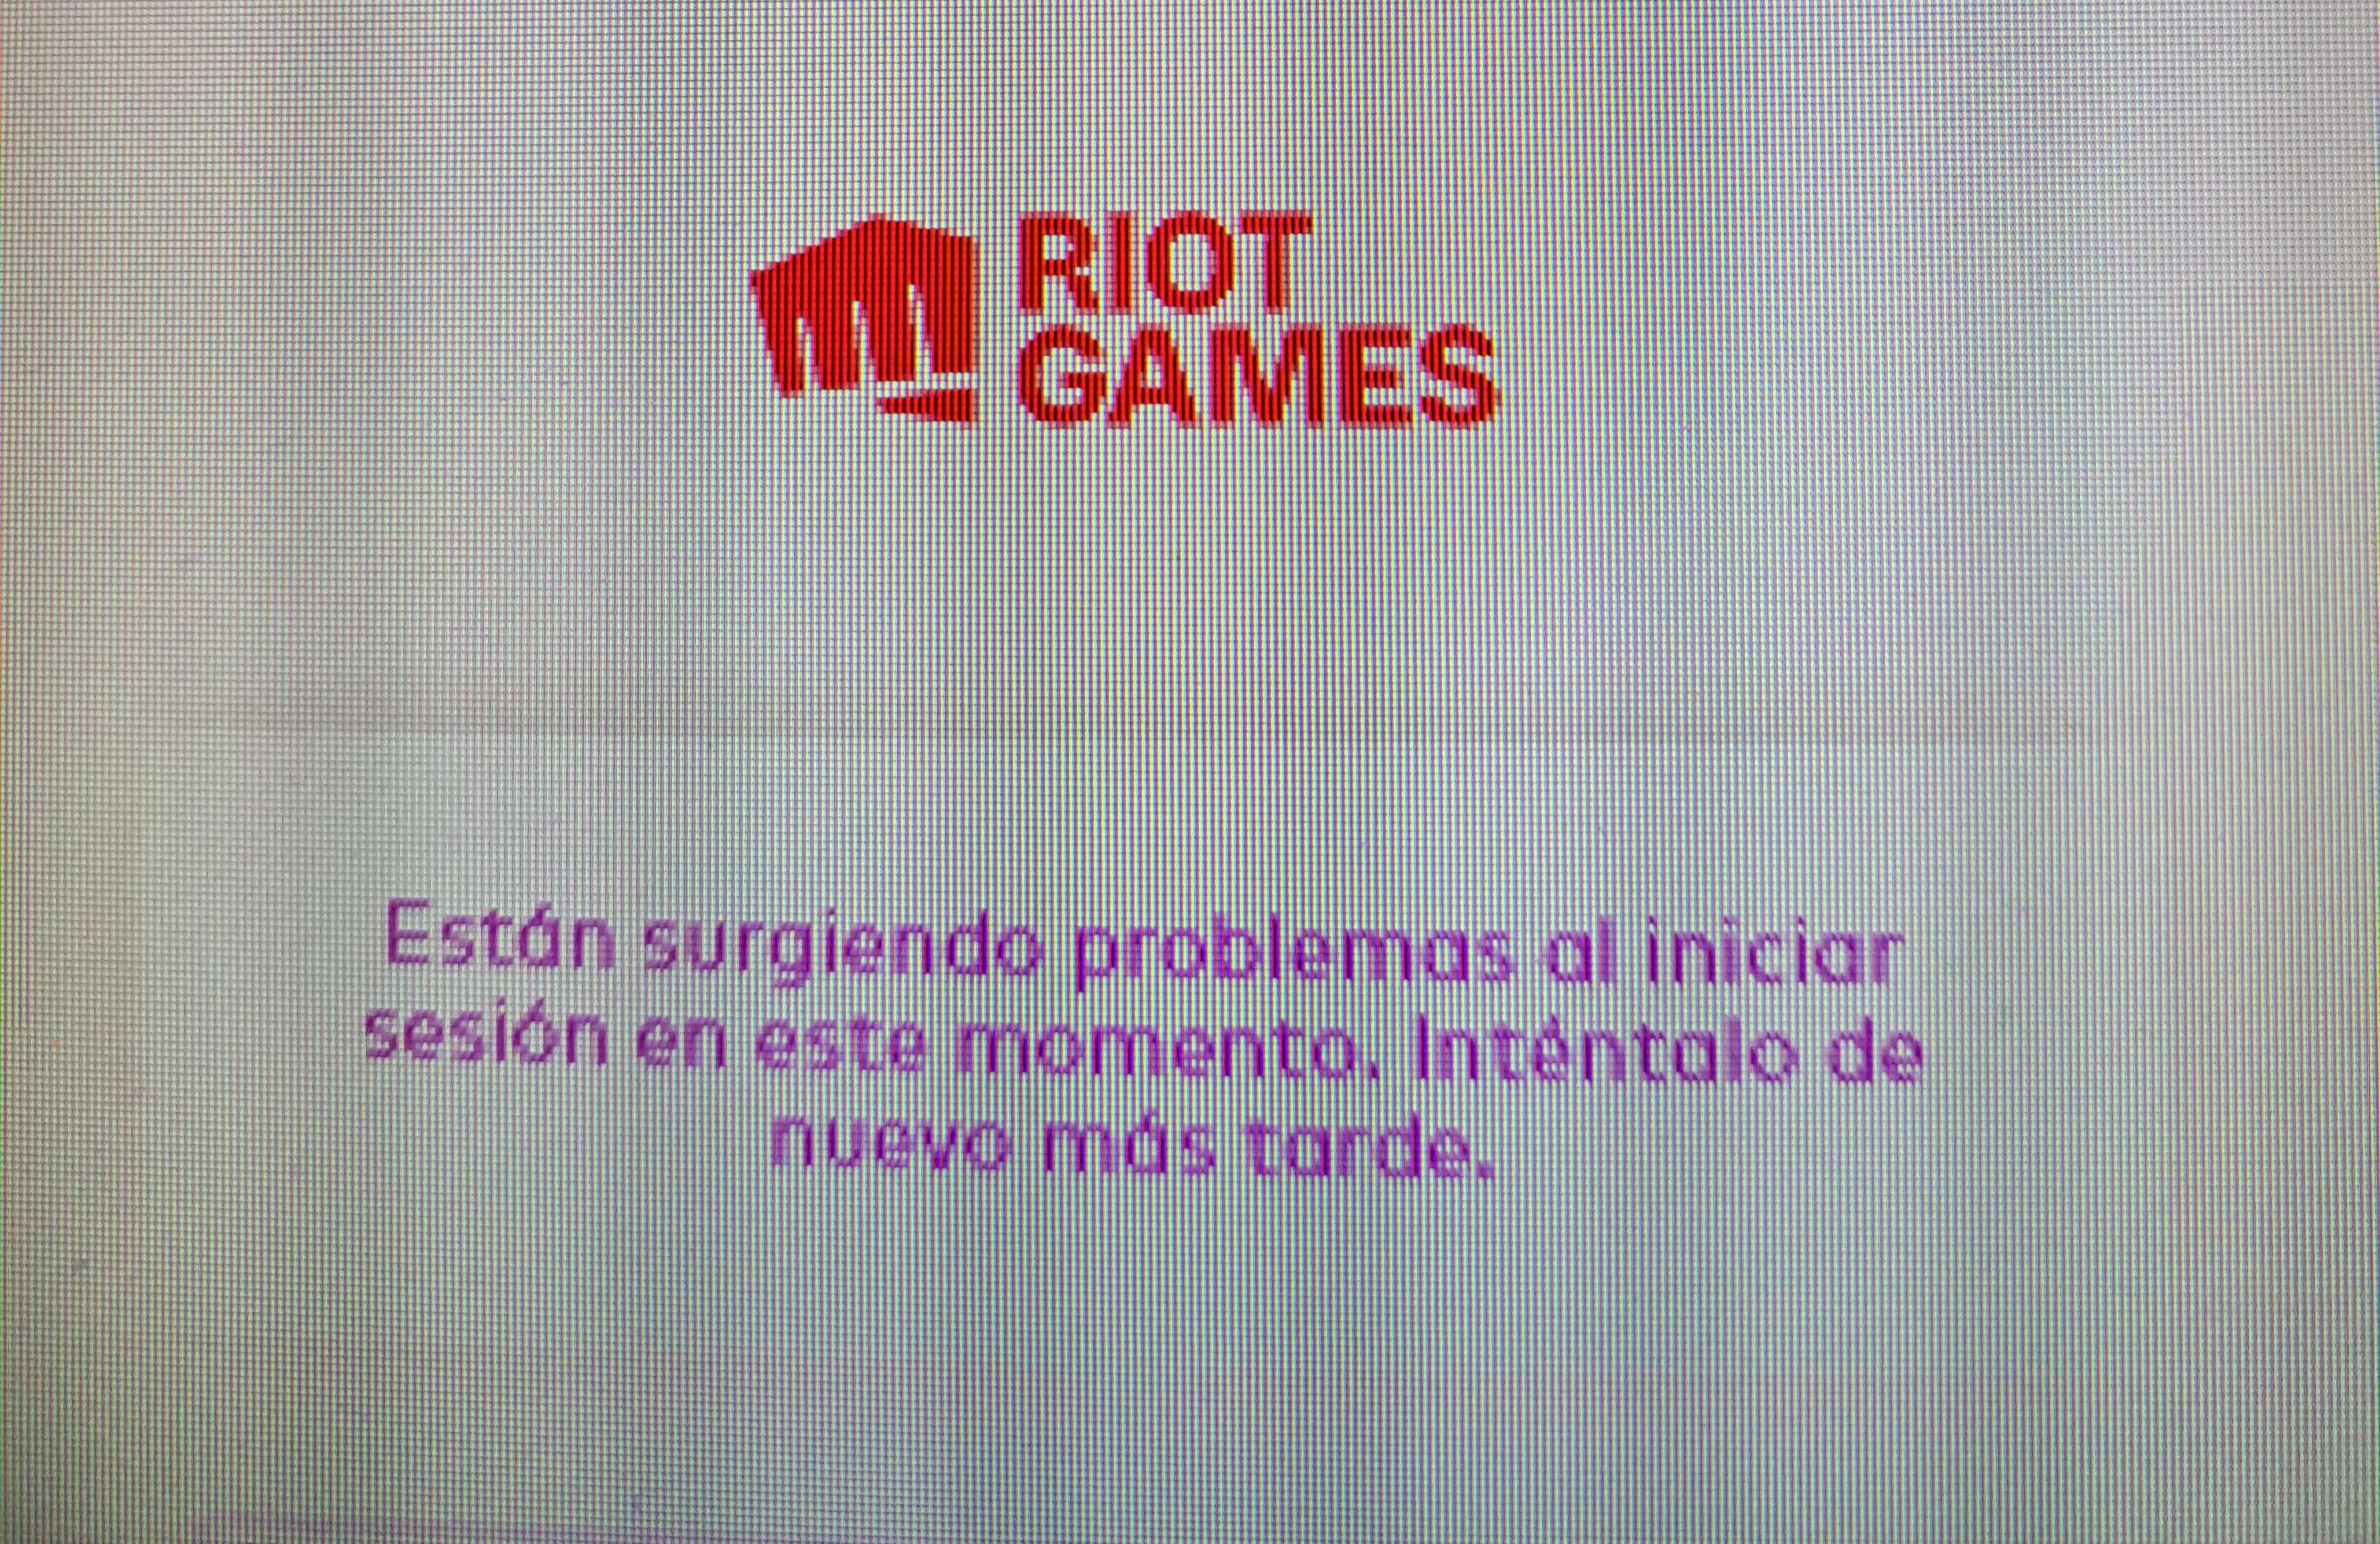 RIOT
GAMES
Están surgiendo problemas al iniciar
sesión en este momento. Inténtalo de
nuevo más tarde.